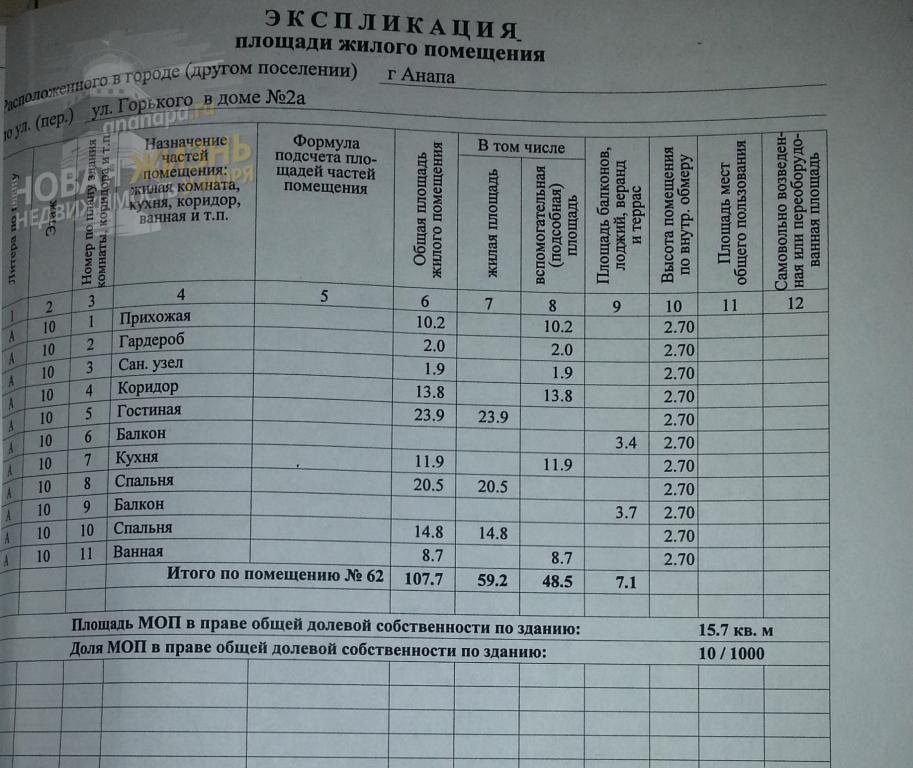 ЭКСПЛИКАЦИЯ
площади жилого помещения
Расположенного в городе (другом поселении) г Анапа
по ул. (пер.) ул. Горького в доме №2а
Литера по плану
Этаж
Номер по плану здания
комнаты, коридора и т.п.
Назначение
частей
помещения:
жилая комната,
кухня, коридор,
ванная и т.п.
Формула
подсчета пло-
щадей частей
помещения
Общая площадь
жилого помещения
В том числе
жилая площадь
вспомогательная
(подсобная)
площадь
Площадь балконов,
лоджий, веранд
и террас
Высота помещения
по внутр. обмеру
Площадь мест
общего пользования
Самовольно возведен-
ная или переоборудо-
ванная площадь
1 2 3 4 5 6 7 8 9 10 11 12
А 10 1 Прихожая 10.2 10.2 2.70
А 10 2 Гардероб 2.0 2.0 2.70
А 10 3 Сан. узел 1.9 1.9 2.70
А 10 4 Коридор 13.8 13.8 2.70
А 10 5 Гостиная 23.9 23.9 2.70
А 10 6 Балкон 3.4 2.70
А 10 7 Кухня 11.9 11.9 2.70
А 10 8 Спальня 20.5 20.5 2.70
А 10 9 Балкон 3.7 2.70
А 10 10 Спальня 14.8 14.8 2.70
А 10 11 Ванная 8.7 8.7 2.70
Итого по помещению № 62 107.7 59.2 48.5 7.1
Площадь МОП в праве общей долевой собственности по зданию: 15.7 кв. м
Доля МОП в праве общей долевой собственности по зданию: 10 / 1000
ananapa.ru
НОВАЯ ЖИЗНЬ
НЕДВИЖИМОСТЬ У МОРЯ